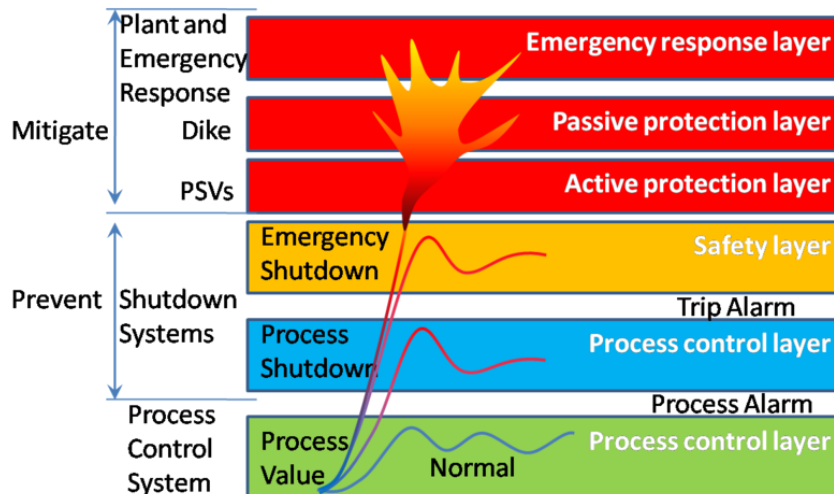 Plant and
Emergency
Response
Emergency response layer
Mitigate
Dike
Passive protection layer
PSVs
Active protection layer
Emergency
Shutdown
Safety layer
Prevent
Shutdown
Systems
Trip Alarm
Process
Shutdown
Process control layer
Process Alarm
Process
Control
System
Process
Value
Normal
Process control layer